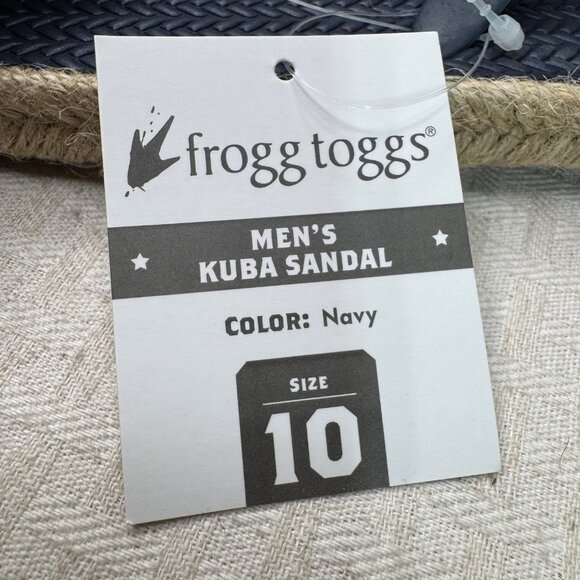 frogg toggs®
MEN'S
KUBA SANDAL
COLOR: Navy
SIZE
10